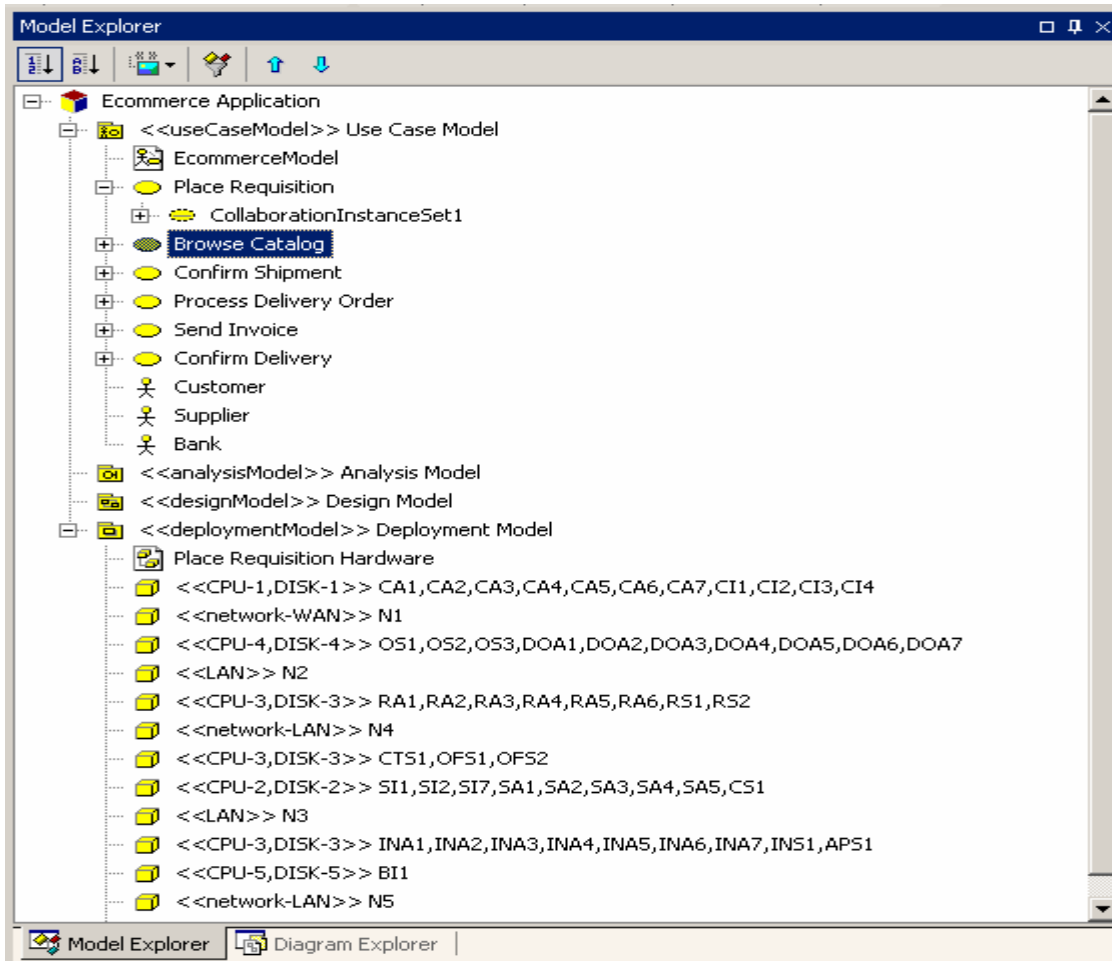 Model Explorer
Ecommerce Application
<<useCaseModel>> Use Case Model
EcommerceModel
Place Requisition
CollaborationInstanceSet1
Browse Catalog
Confirm Shipment
Process Delivery Order
Send Invoice
Confirm Delivery
Customer
Supplier
Bank
<<analysisModel>> Analysis Model
<<designModel>> Design Model
<<deploymentModel>> Deployment Model
Place Requisition Hardware
<<CPU-1,DISK-1>> CA1,CA2,CA3,CA4,CA5,CA6,CA7,CI1,CI2,CI3,CI4
<<network-WAN>> N1
<<CPU-4,DISK-4>> OS1,OS2,OS3,DOA1,DOA2,DOA3,DOA4,DOA5,DOA6,DOA7
<<LAN>> N2
<<CPU-3,DISK-3>> RA1,RA2,RA3,RA4,RA5,RA6,RS1,RS2
<<network-LAN>> N4
<<CPU-3,DISK-3>> CTS1,OFS1,OFS2
<<CPU-2,DISK-2>> SI1,SI2,SI7,SA1,SA2,SA3,SA4,SA5,CS1
<<LAN>> N3
<<CPU-3,DISK-3>> INA1,INA2,INA3,INA4,INA5,INA6,INA7,INS1,APS1
<<CPU-5,DISK-5>> BI1
<<network-LAN>> N5
Model Explorer Diagram Explorer